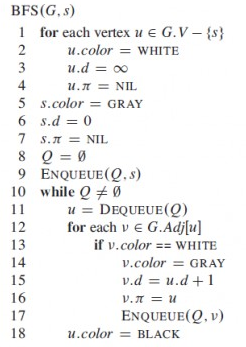 BFS(G, s)
1 for each vertex u ∈ G.V − {s}
2 u.color = WHITE
3 u.d = ∞
4 u.π = NIL
5 s.color = GRAY
6 s.d = 0
7 s.π = NIL
8 Q = Ø
9 ENQUEUE(Q, s)
10 while Q ≠ Ø
11 u = DEQUEUE(Q)
12 for each v ∈ G.Adj[u]
13 if v.color == WHITE
14 v.color = GRAY
15 v.d = u.d + 1
16 v.π = u
17 ENQUEUE(Q, v)
18 u.color = BLACK